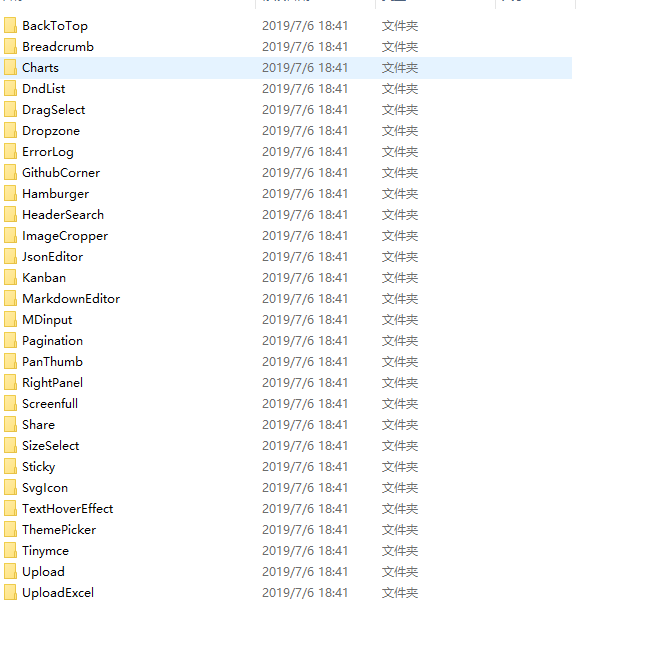 BackToTop 2019/7/6 18:41 文件夹
Breadcrumb 2019/7/6 18:41 文件夹
Charts 2019/7/6 18:41 文件夹
DndList 2019/7/6 18:41 文件夹
DragSelect 2019/7/6 18:41 文件夹
Dropzone 2019/7/6 18:41 文件夹
ErrorLog 2019/7/6 18:41 文件夹
GithubCorner 2019/7/6 18:41 文件夹
Hamburger 2019/7/6 18:41 文件夹
HeaderSearch 2019/7/6 18:41 文件夹
ImageCropper 2019/7/6 18:41 文件夹
JsonEditor 2019/7/6 18:41 文件夹
Kanban 2019/7/6 18:41 文件夹
MarkdownEditor 2019/7/6 18:41 文件夹
MDinput 2019/7/6 18:41 文件夹
Pagination 2019/7/6 18:41 文件夹
PanThumb 2019/7/6 18:41 文件夹
RightPanel 2019/7/6 18:41 文件夹
Screenfull 2019/7/6 18:41 文件夹
Share 2019/7/6 18:41 文件夹
SizeSelect 2019/7/6 18:41 文件夹
Sticky 2019/7/6 18:41 文件夹
SvgIcon 2019/7/6 18:41 文件夹
TextHoverEffect 2019/7/6 18:41 文件夹
ThemePicker 2019/7/6 18:41 文件夹
Tinymce 2019/7/6 18:41 文件夹
Upload 2019/7/6 18:41 文件夹
UploadExcel 2019/7/6 18:41 文件夹